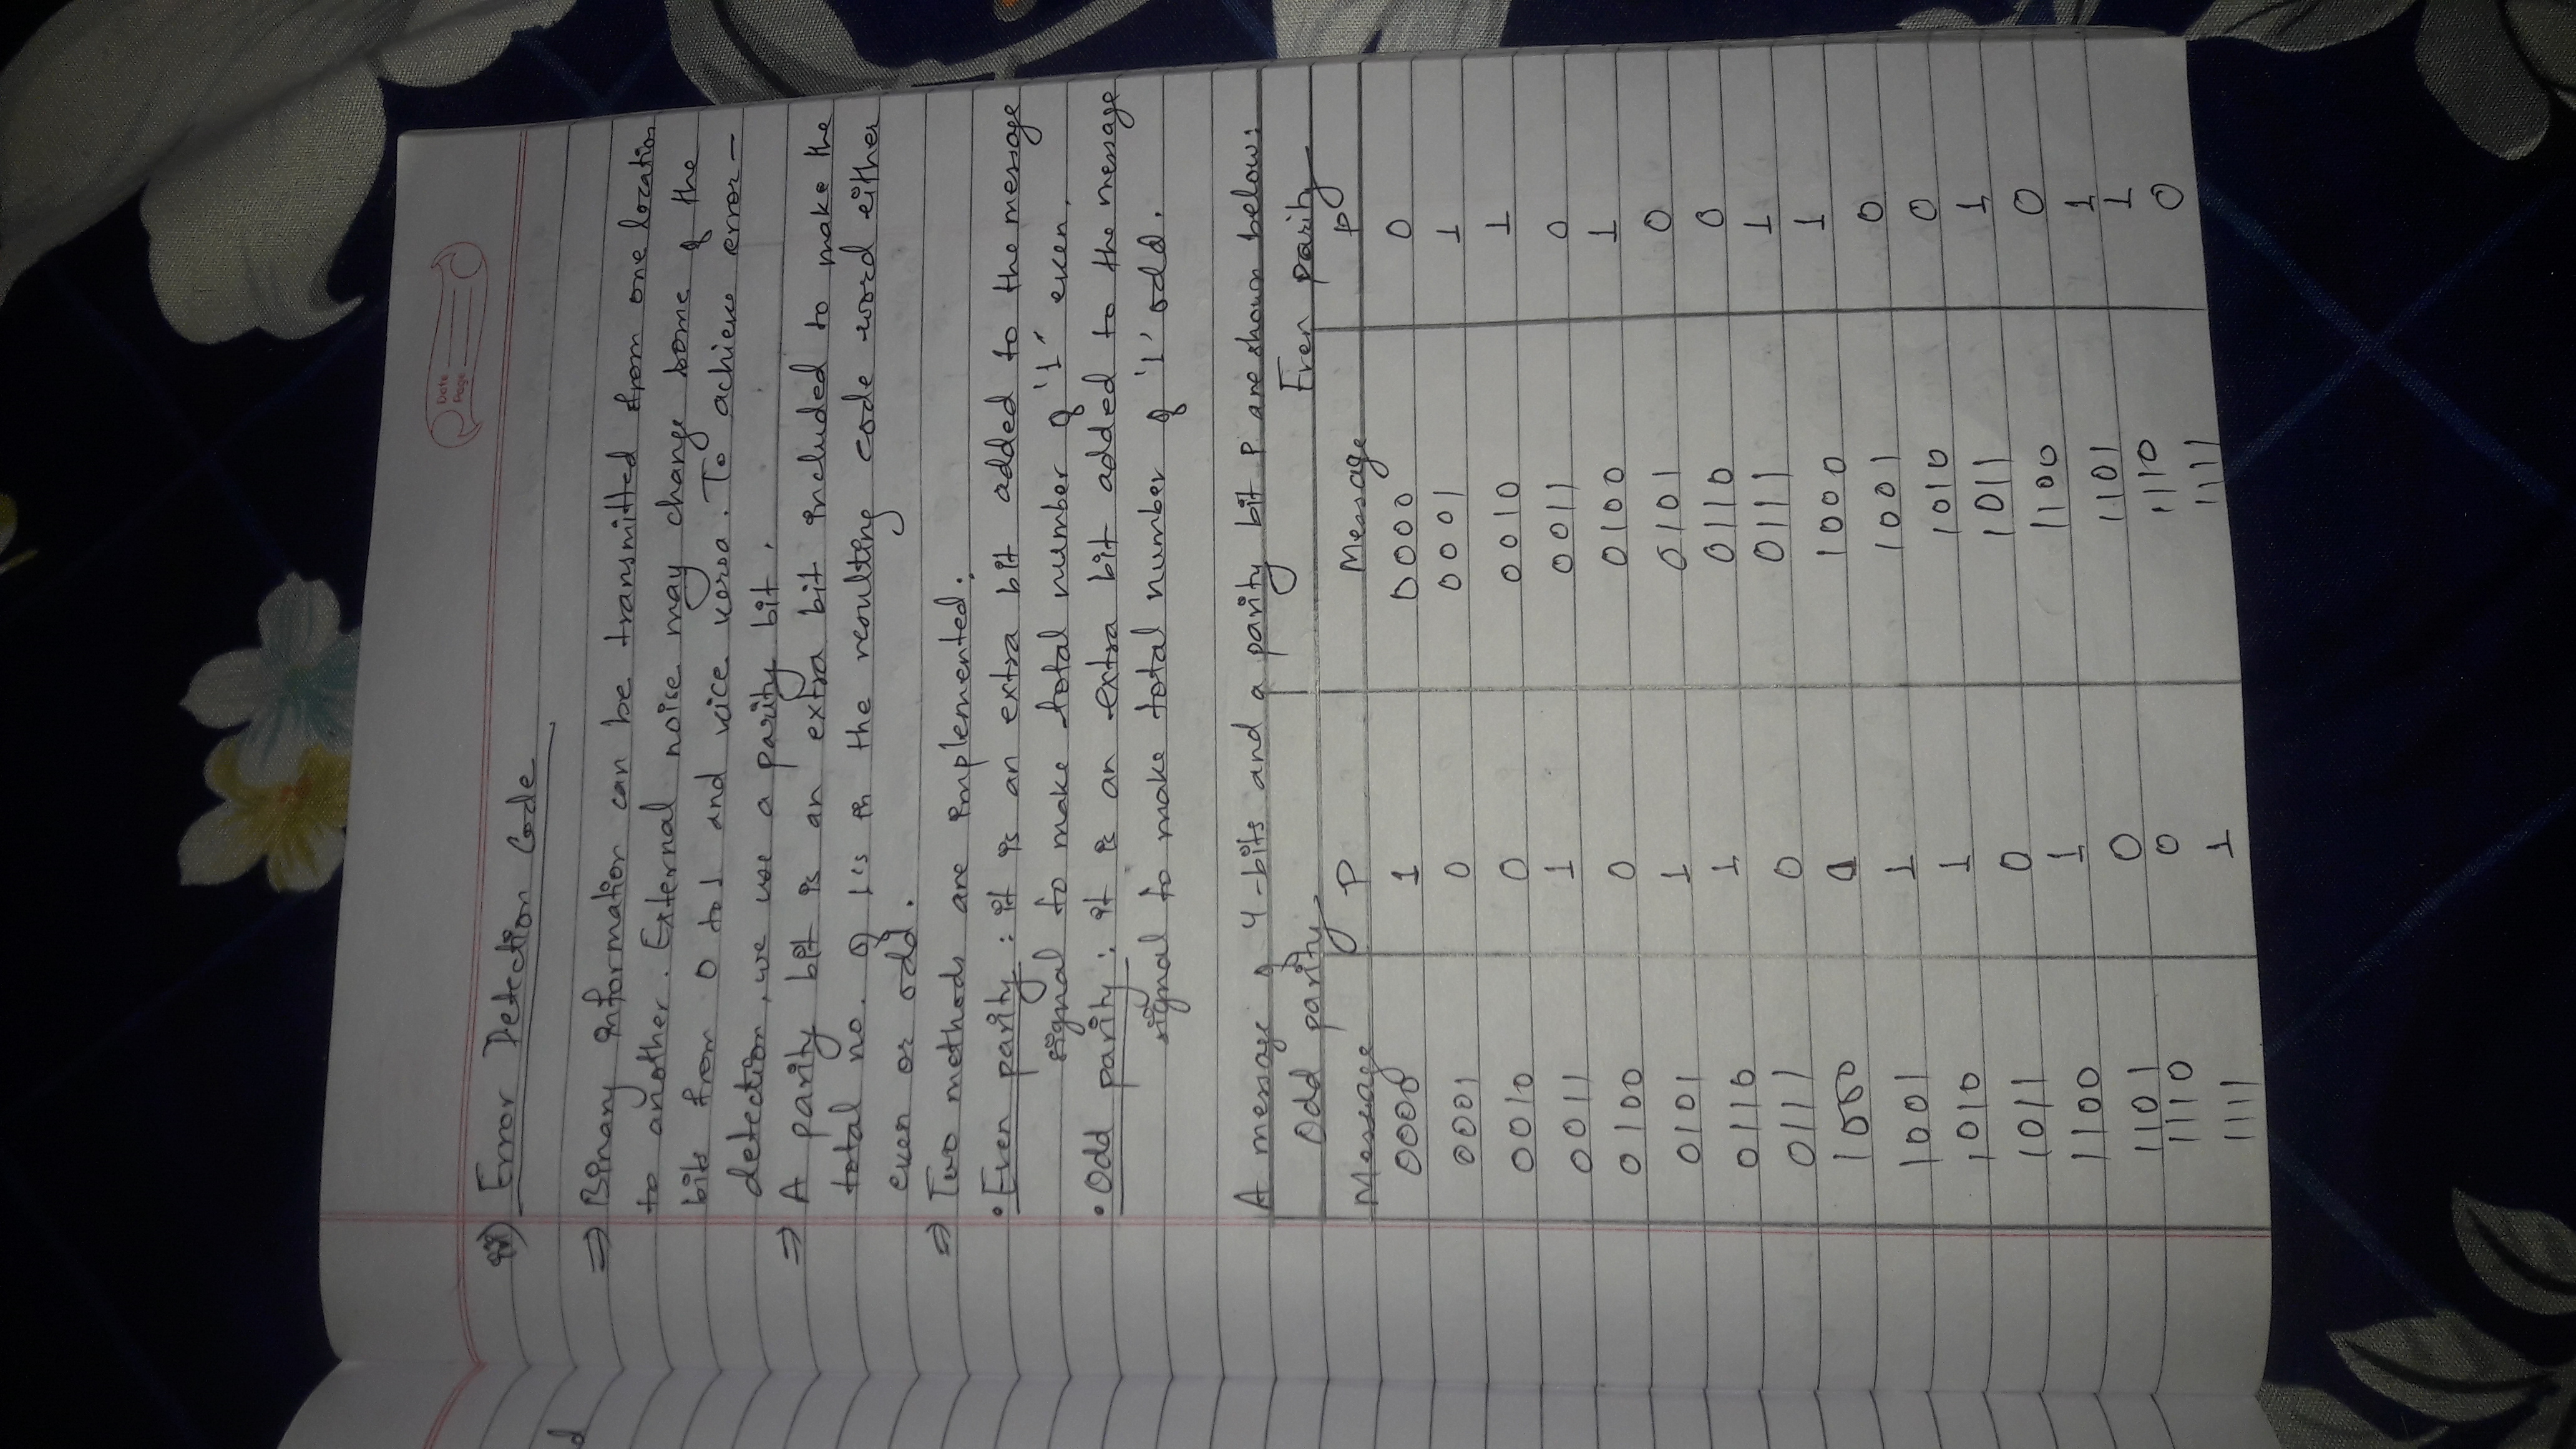 Date
Page
Error Detection Code
⇒ Binary information can be transmitted from one location
to another. External noise may change some of the
bits from 0 to 1 and vice versa. To achieve error-
detection, we use a parity bit.
⇒ A parity bit is an extra bit included to make the
total no. of 1's in the resulting code word either
even or odd.
⇒ Two methods are implemented:
• Even parity: it is an extra bit added to the message
signal to make total number of '1' even.
• Odd parity: it is an extra bit added to the message
signal to make total number of '1' odd.
A message of 4-bits and a parity bit P are shown below:
Odd parity Even parity
Message P Message P
0000 1 0000 0
0001 0 0001 1
0010 0 0010 1
0011 1 0011 0
0100 0 0100 1
0101 1 0101 0
0110 1 0110 0
0111 0 0111 1
1000 0 1000 1
1001 1 1001 0
1010 1 1010 0
1011 0 1011 1
1100 1 1100 0
1101 0 1101 1
1110 0 1110 1
1111 1 1111 0